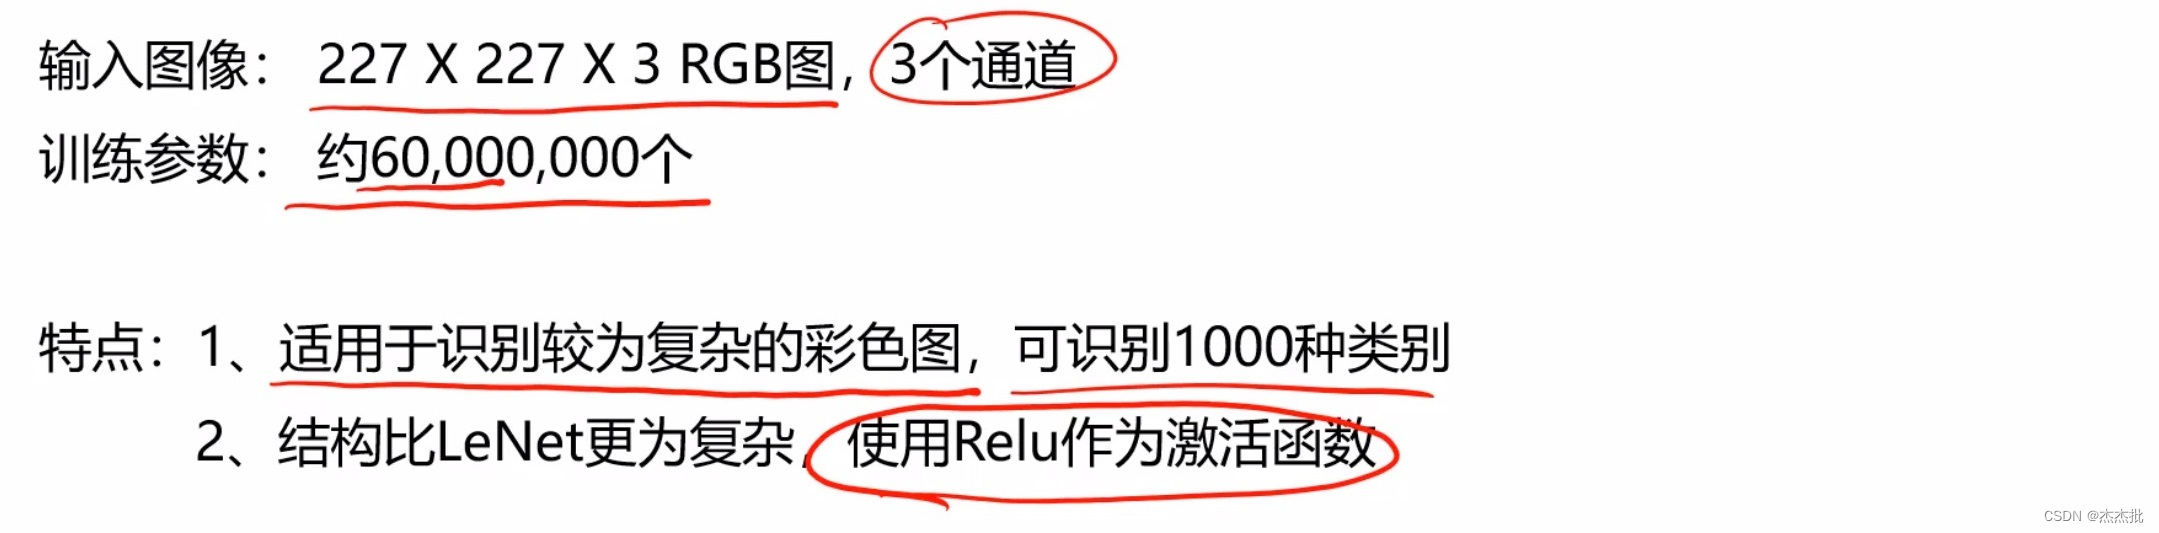 输入图像： 227 X 227 X 3 RGB图，3个通道
训练参数： 约60,000,000个
特点：1、适用于识别较为复杂的彩色图，可识别1000种类别
2、结构比LeNet更为复杂，使用Relu作为激活函数
CSDN @杰杰批